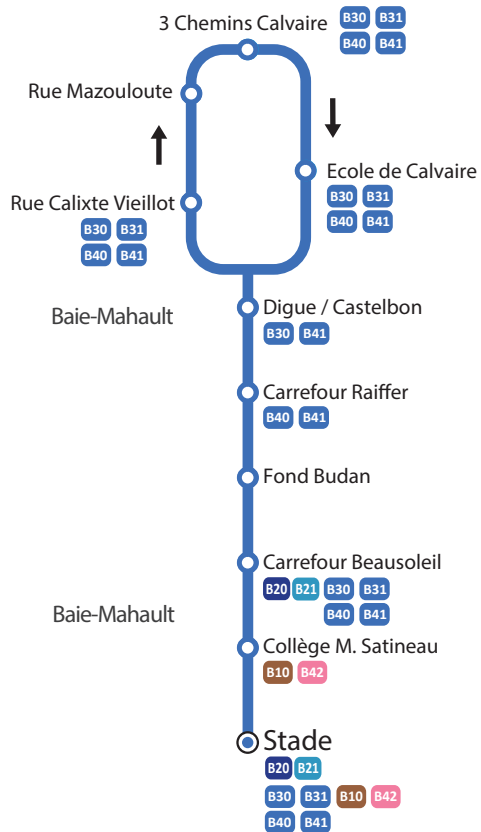 3 Chemins Calvaire
B30 B31
B40 B41
Rue Mazouloute
Ecole de Calvaire
B30 B31
B40 B41
Rue Calixte Vieillot
B30 B31
B40 B41
Baie-Mahault
Digue / Castelbon
B30 B41
Carrefour Raiffer
B40 B41
Fond Budan
Carrefour Beausoleil
B20 B21 B30 B31
B40 B41
Baie-Mahault
Collège M. Satineau
B10 B42
Stade
B20 B21
B30 B31 B10 B42
B40 B41